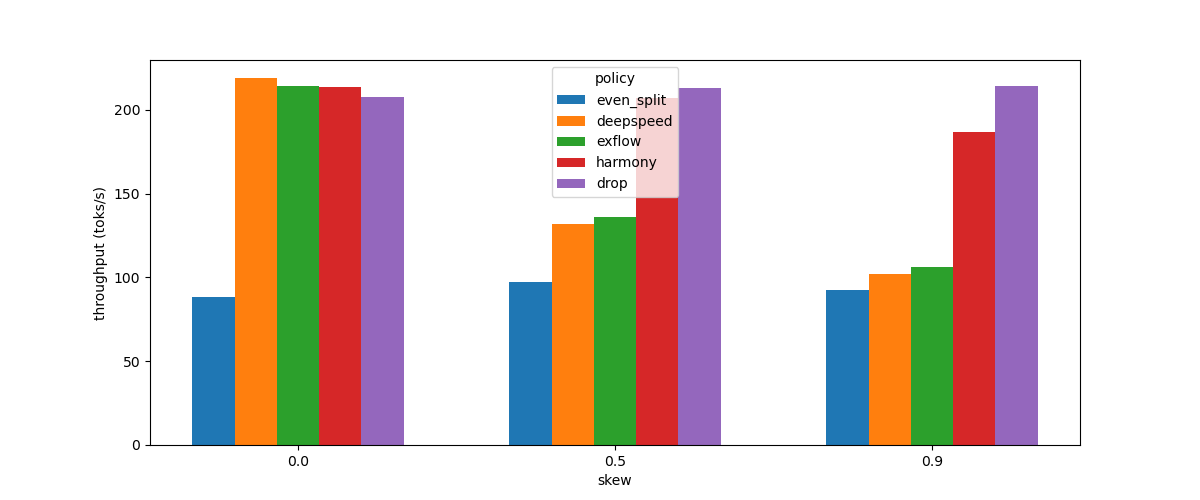 policy
even_split
deepspeed
exflow
harmony
drop
throughput (toks/s)
200
150
100
50
0
0.0 0.5 0.9
skew